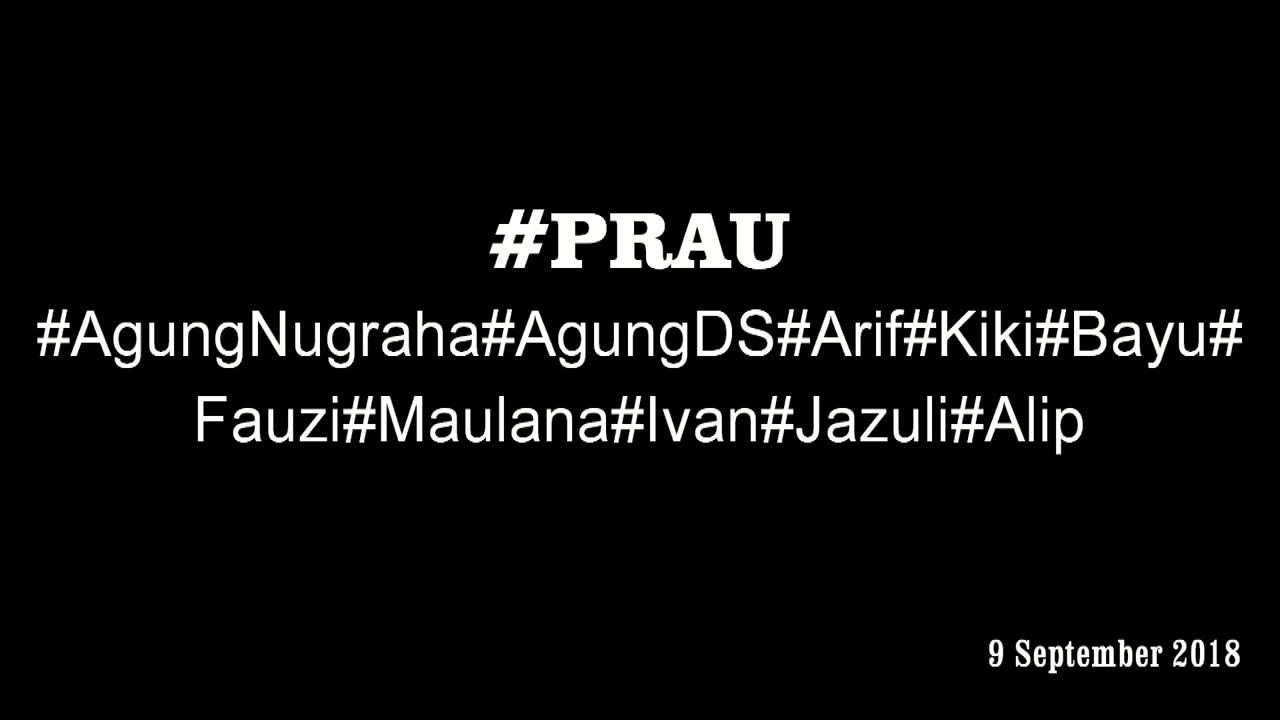 #PRAU
#AgungNugraha#AgungDS#Arif#Kiki#Bayu#
Fauzi#Maulana#Ivan#Jazuli#Alip
9 September 2018